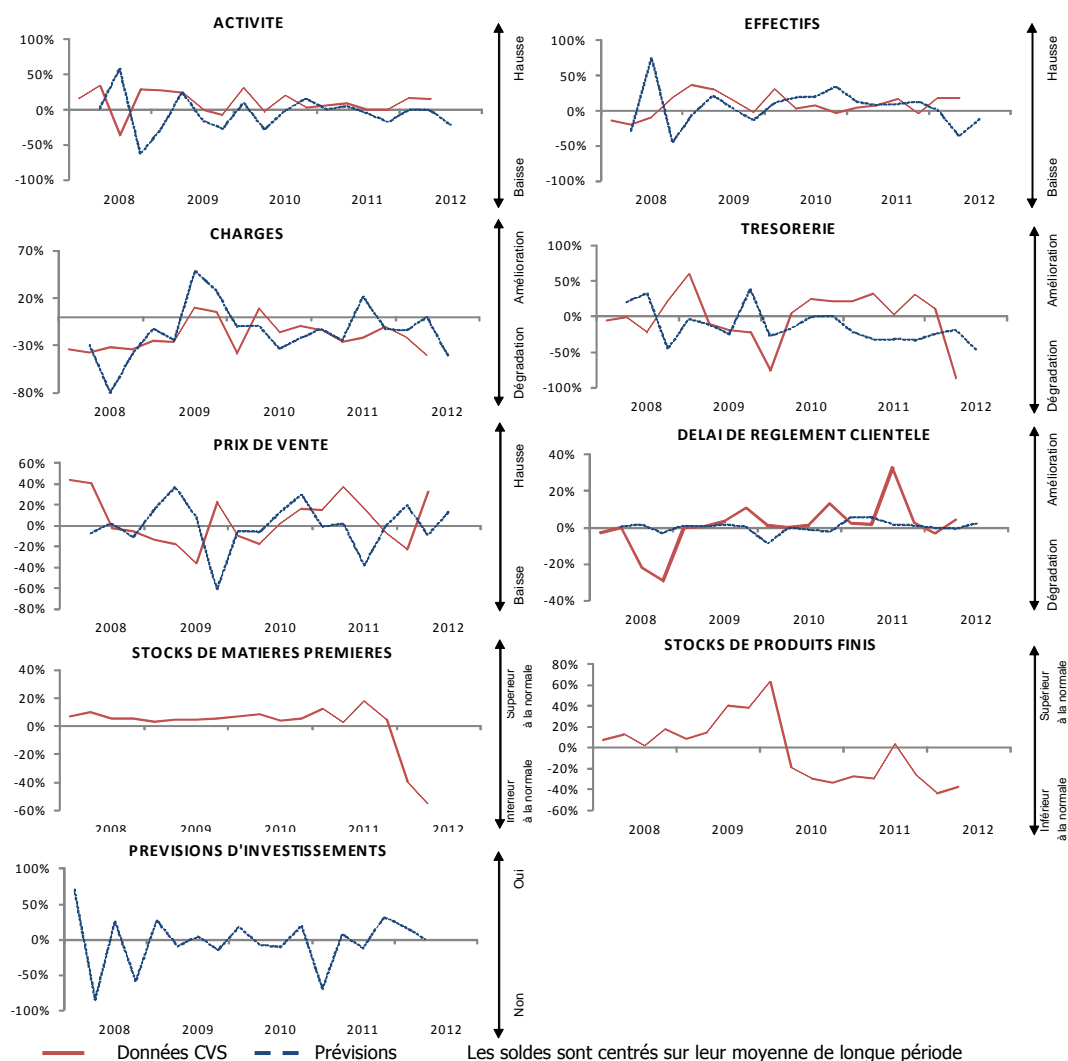 ACTIVITE
100%
50%
0%
-50%
-100%
2008 2009 2010 2011 2012
Hausse
Baisse
EFFECTIFS
100%
50%
0%
-50%
-100%
2008 2009 2010 2011 2012
Hausse
Baisse
CHARGES
70%
20%
-30%
-80%
2008 2009 2010 2011 2012
Amélioration
Dégradation
TRESORERIE
100%
50%
0%
-50%
-100%
2008 2009 2010 2011 2012
Amélioration
Dégradation
PRIX DE VENTE
60%
40%
20%
0%
-20%
-40%
-60%
-80%
2008 2009 2010 2011 2012
Hausse
Baisse
DELAI DE REGLEMENT CLIENTELE
40%
20%
0%
-20%
-40%
2008 2009 2010 2011 2012
Amélioration
Dégradation
STOCKS DE MATIERES PREMIERES
40%
20%
0%
-20%
-40%
-60%
2008 2009 2010 2011 2012
Supérieur
à la normale
Inférieur
à la normale
STOCKS DE PRODUITS FINIS
80%
60%
40%
20%
0%
-20%
-40%
-60%
2008 2009 2010 2011 2012
Supérieur
à la normale
Inférieur
à la normale
PREVISIONS D'INVESTISSEMENTS
100%
50%
0%
-50%
-100%
2008 2009 2010 2011 2012
Oui
Non
Données CVS Prévisions Les soldes sont centrés sur leur moyenne de longue période